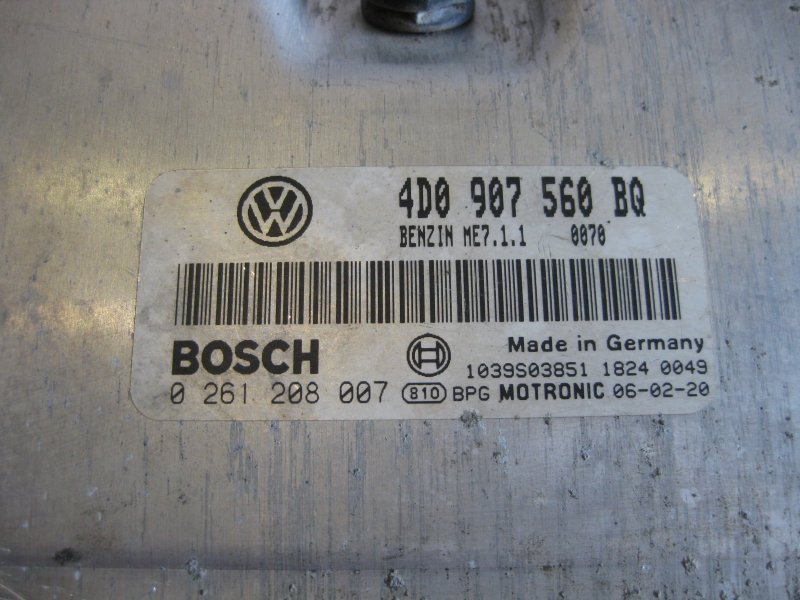 4D0 907 560 BQ
BENZIN ME7.1.1 0070
BOSCH
Made in Germany
1039S03851 1824 0049
0 261 208 007 810 BPG MOTRONIC 06-02-20